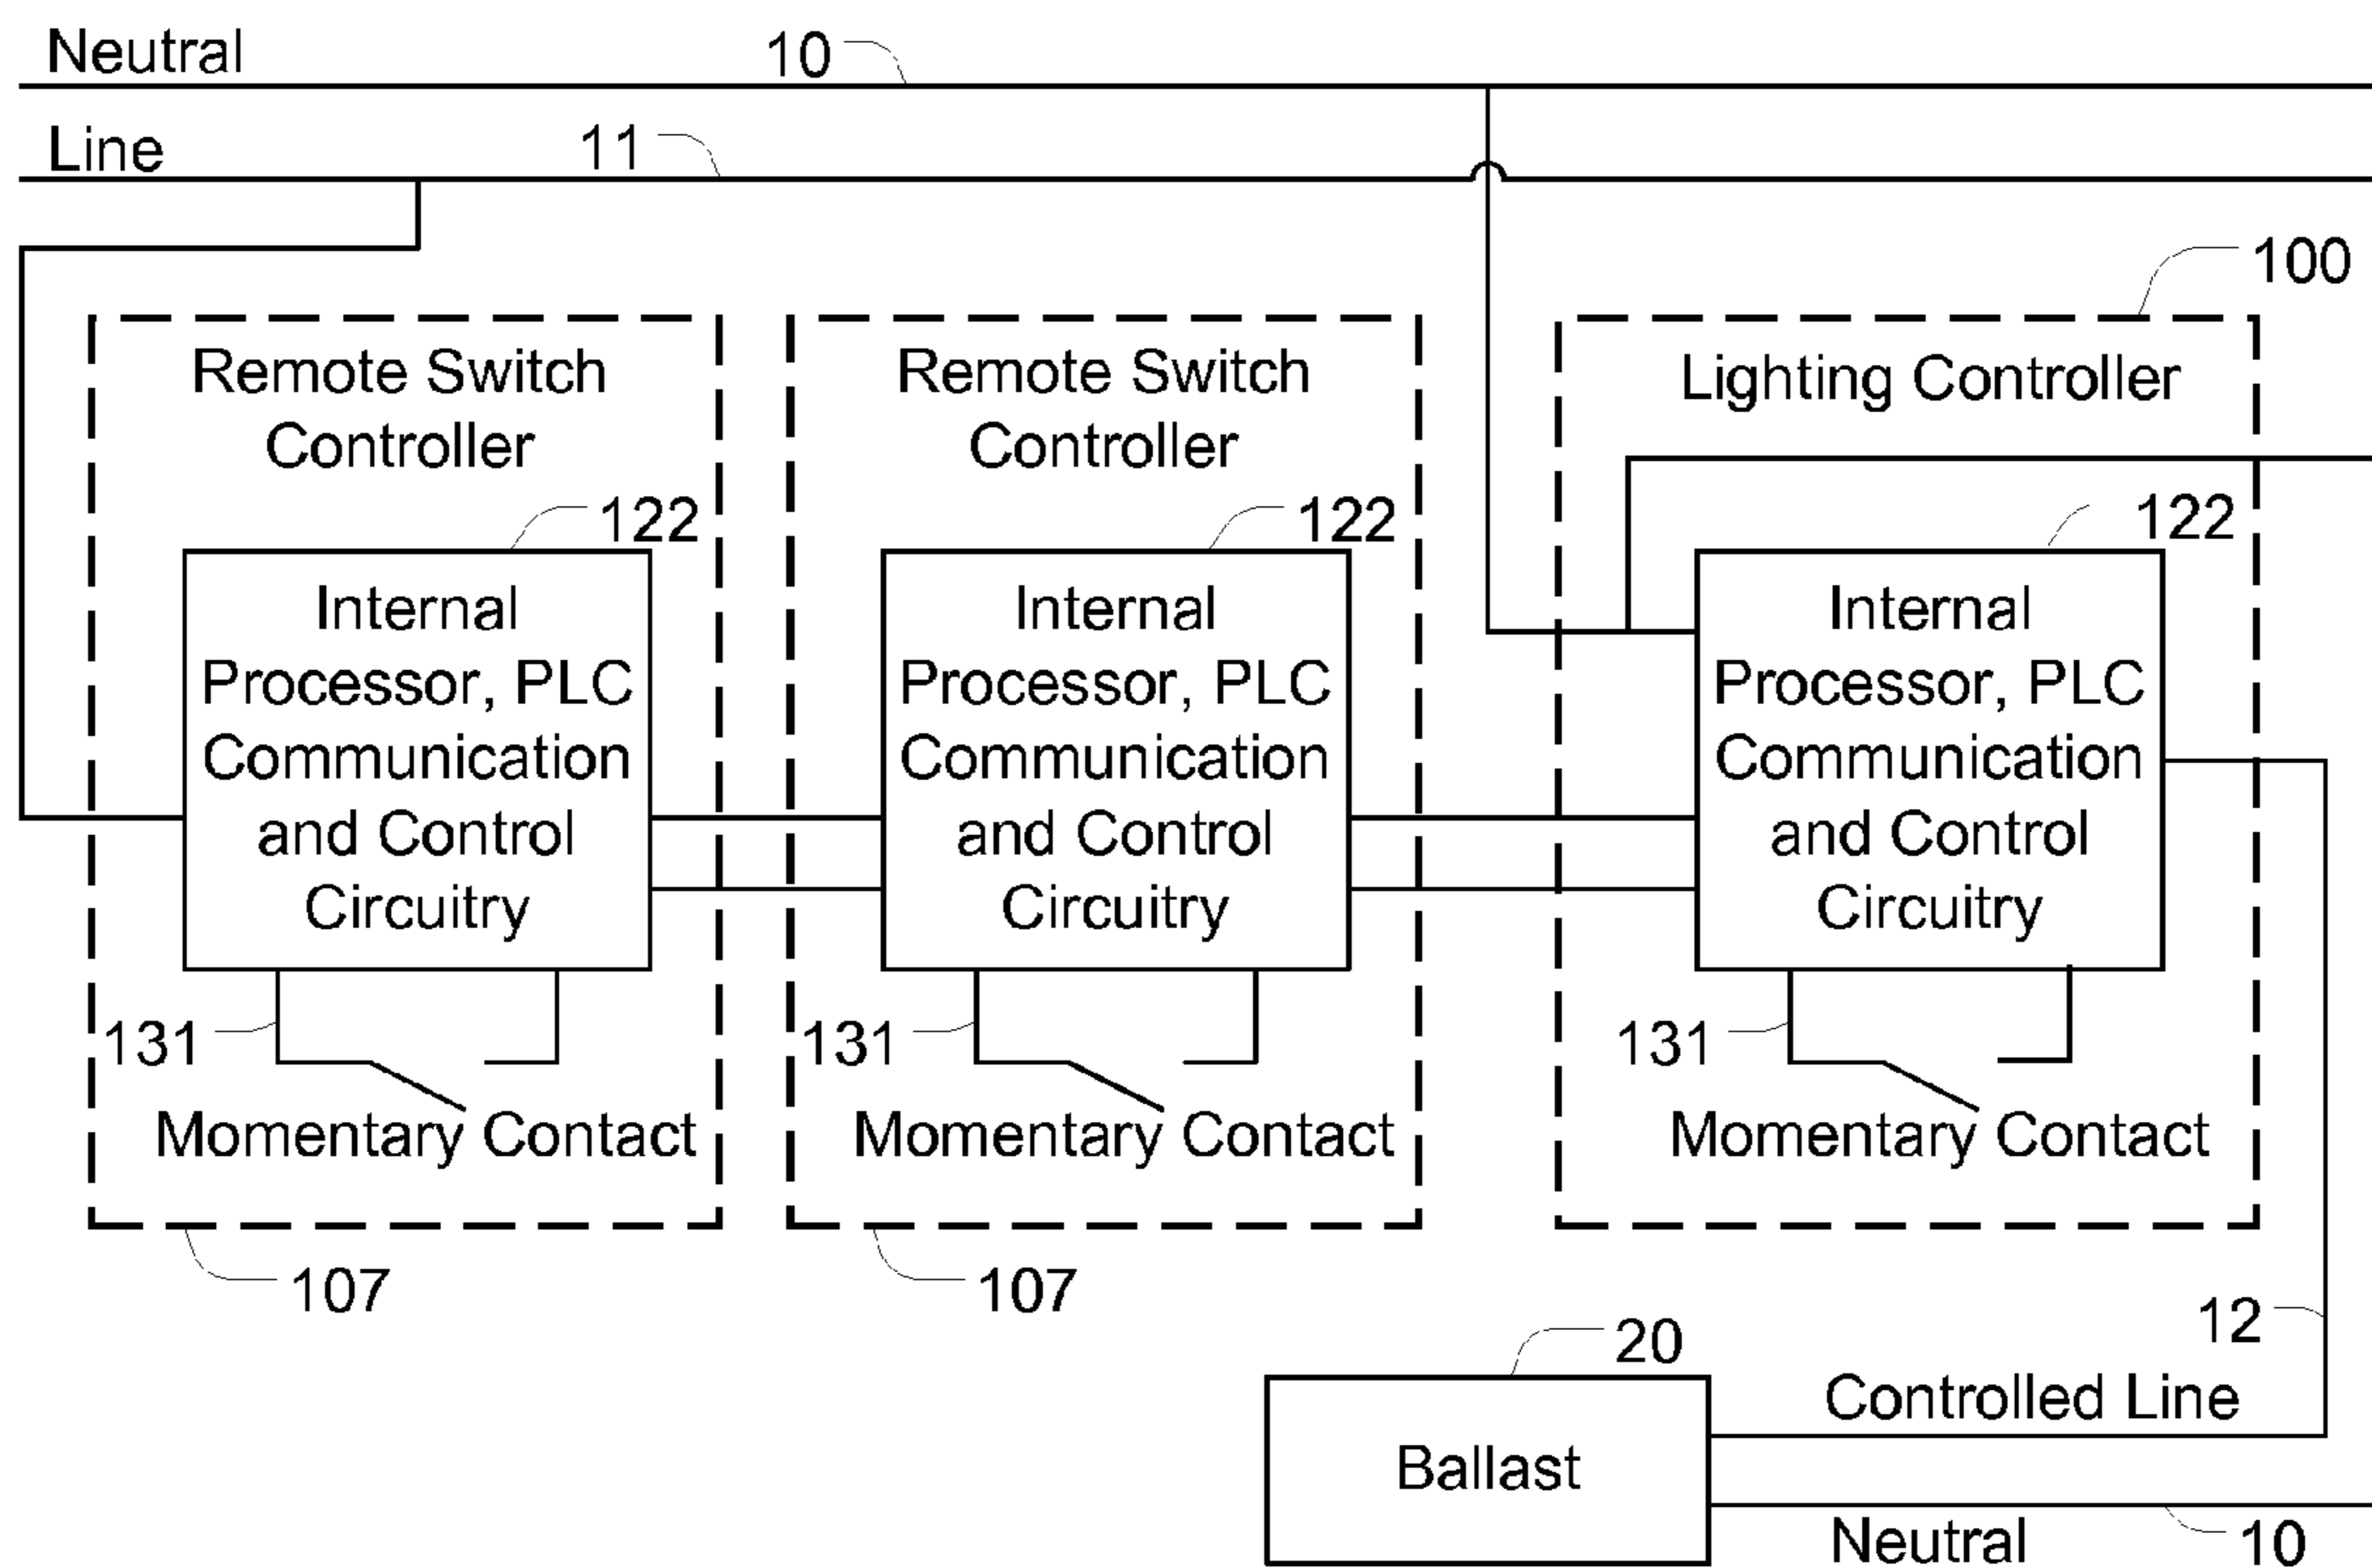 Neutral
10
Line
11
100
Remote Switch
Controller
122
Internal
Processor, PLC
Communication
and Control
Circuitry
131
Momentary Contact
107
Remote Switch
Controller
122
Internal
Processor, PLC
Communication
and Control
Circuitry
131
Momentary Contact
107
Lighting Controller
122
Internal
Processor, PLC
Communication
and Control
Circuitry
131
Momentary Contact
12
20
Ballast
Controlled Line
Neutral
10